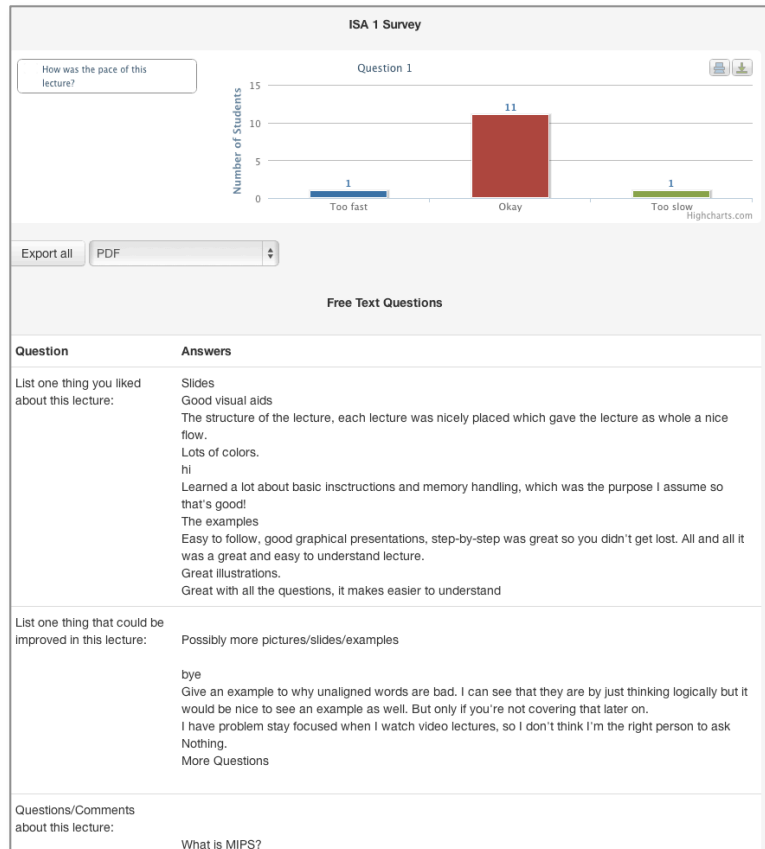 ISA 1 Survey
How was the pace of this
lecture?
Question 1
Number of Students
15
10
5
0
1
11
1
Too fast
Okay
Too slow
Highcharts.com
Export all
PDF
Free Text Questions
Question
Answers
List one thing you liked
about this lecture:
Slides
Good visual aids
The structure of the lecture, each lecture was nicely placed which gave the lecture as whole a nice
flow.
Lots of colors.
hi
Learned a lot about basic insctructions and memory handling, which was the purpose I assume so
that's good!
The examples
Easy to follow, good graphical presentations, step-by-step was great so you didn't get lost. All and all it
was a great and easy to understand lecture.
Great illustrations.
Great with all the questions, it makes easier to understand
List one thing that could be
improved in this lecture:
Possibly more pictures/slides/examples
bye
Give an example to why unaligned words are bad. I can see that they are by just thinking logically but it
would be nice to see an example as well. But only if you're not covering that later on.
I have problem stay focused when I watch video lectures, so I don't think I'm the right person to ask
Nothing.
More Questions
Questions/Comments
about this lecture:
What is MIPS?